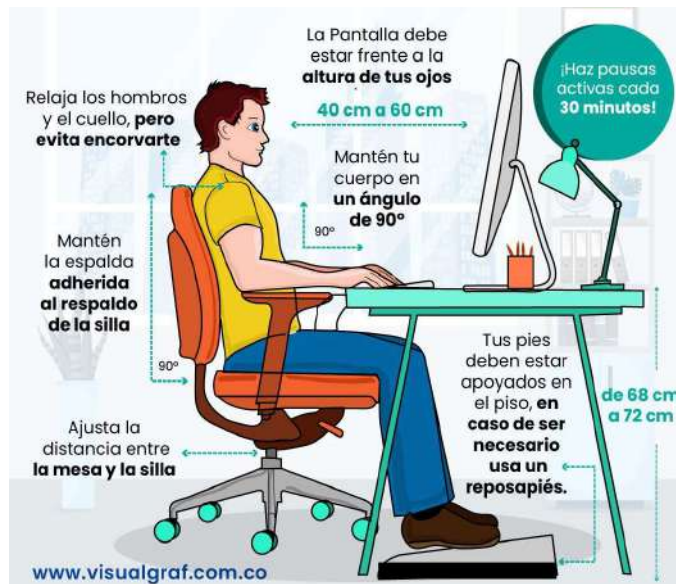 La Pantalla debe
estar frente a la
altura de tus ojos
40 cm a 60 cm
¡Haz pausas
activas cada
30 minutos!
Relaja los hombros
y el cuello, pero
evita encorvarte
Mantén tu
cuerpo en
un ángulo
de 90º
90º
Mantén
la espalda
adherida
al respaldo
de la silla
90º
Tus pies
deben estar
apoyados en
el piso, en
caso de ser
necesario
usa un
reposapiés.
de 68 cm
a 72 cm
Ajusta la
distancia entre
la mesa y la silla
www.visualgraf.com.co